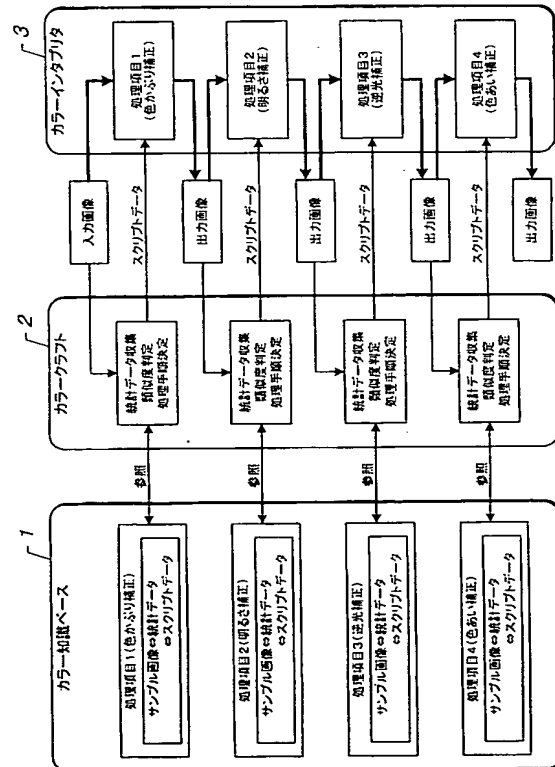 1
カラー知識ベース
処理項目1(色かぶり補正)
サンプル画像⇔統計データ
⇔スクリプトデータ
処理項目2(明るさ補正)
サンプル画像⇔統計データ
⇔スクリプトデータ
処理項目3(逆光補正)
サンプル画像⇔統計データ
⇔スクリプトデータ
処理項目4(色あい補正)
サンプル画像⇔統計データ
⇔スクリプトデータ
参照
参照
参照
参照
2
カラークラフト
統計データ収集
類似度判定
処理手順決定
統計データ収集
類似度判定
処理手順決定
統計データ収集
類似度判定
処理手順決定
統計データ収集
類似度判定
処理手順決定
入力画像
スクリプトデータ
出力画像
スクリプトデータ
出力画像
スクリプトデータ
出力画像
スクリプトデータ
出力画像
3
カラーインタプリタ
処理項目1
(色かぶり補正)
処理項目2
(明るさ補正)
処理項目3
(逆光補正)
処理項目4
(色あい補正)